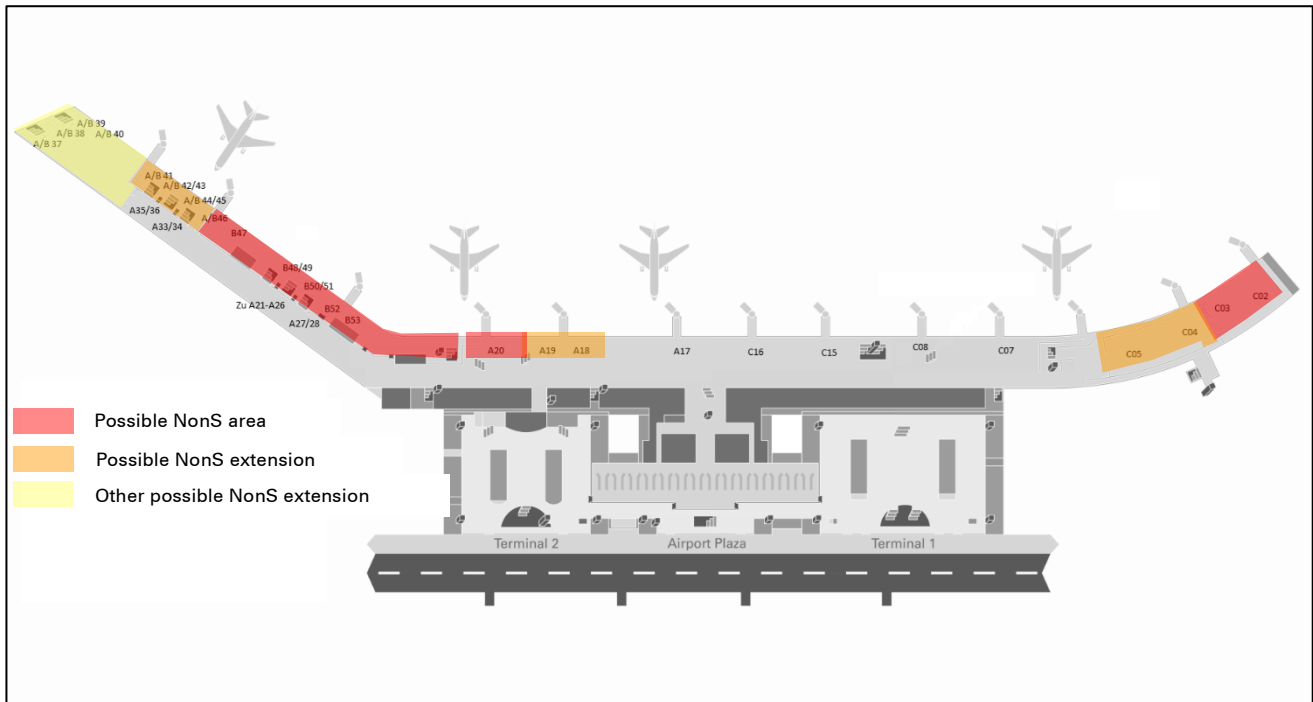 A/B 39
A/B 38
A/B 40
A/B 37
A/B 41
A/B 42/43
A/B 44/45
A/B46
A35/36
A33/34
B47
B48/49
B50/51
Zu A21-A26
B52
A27/28
B53
A20
A19
A18
A17
C16
C15
C08
C07
C05
C04
C03
C02
Possible NonS area
Possible NonS extension
Other possible NonS extension
Terminal 2
Airport Plaza
Terminal 1